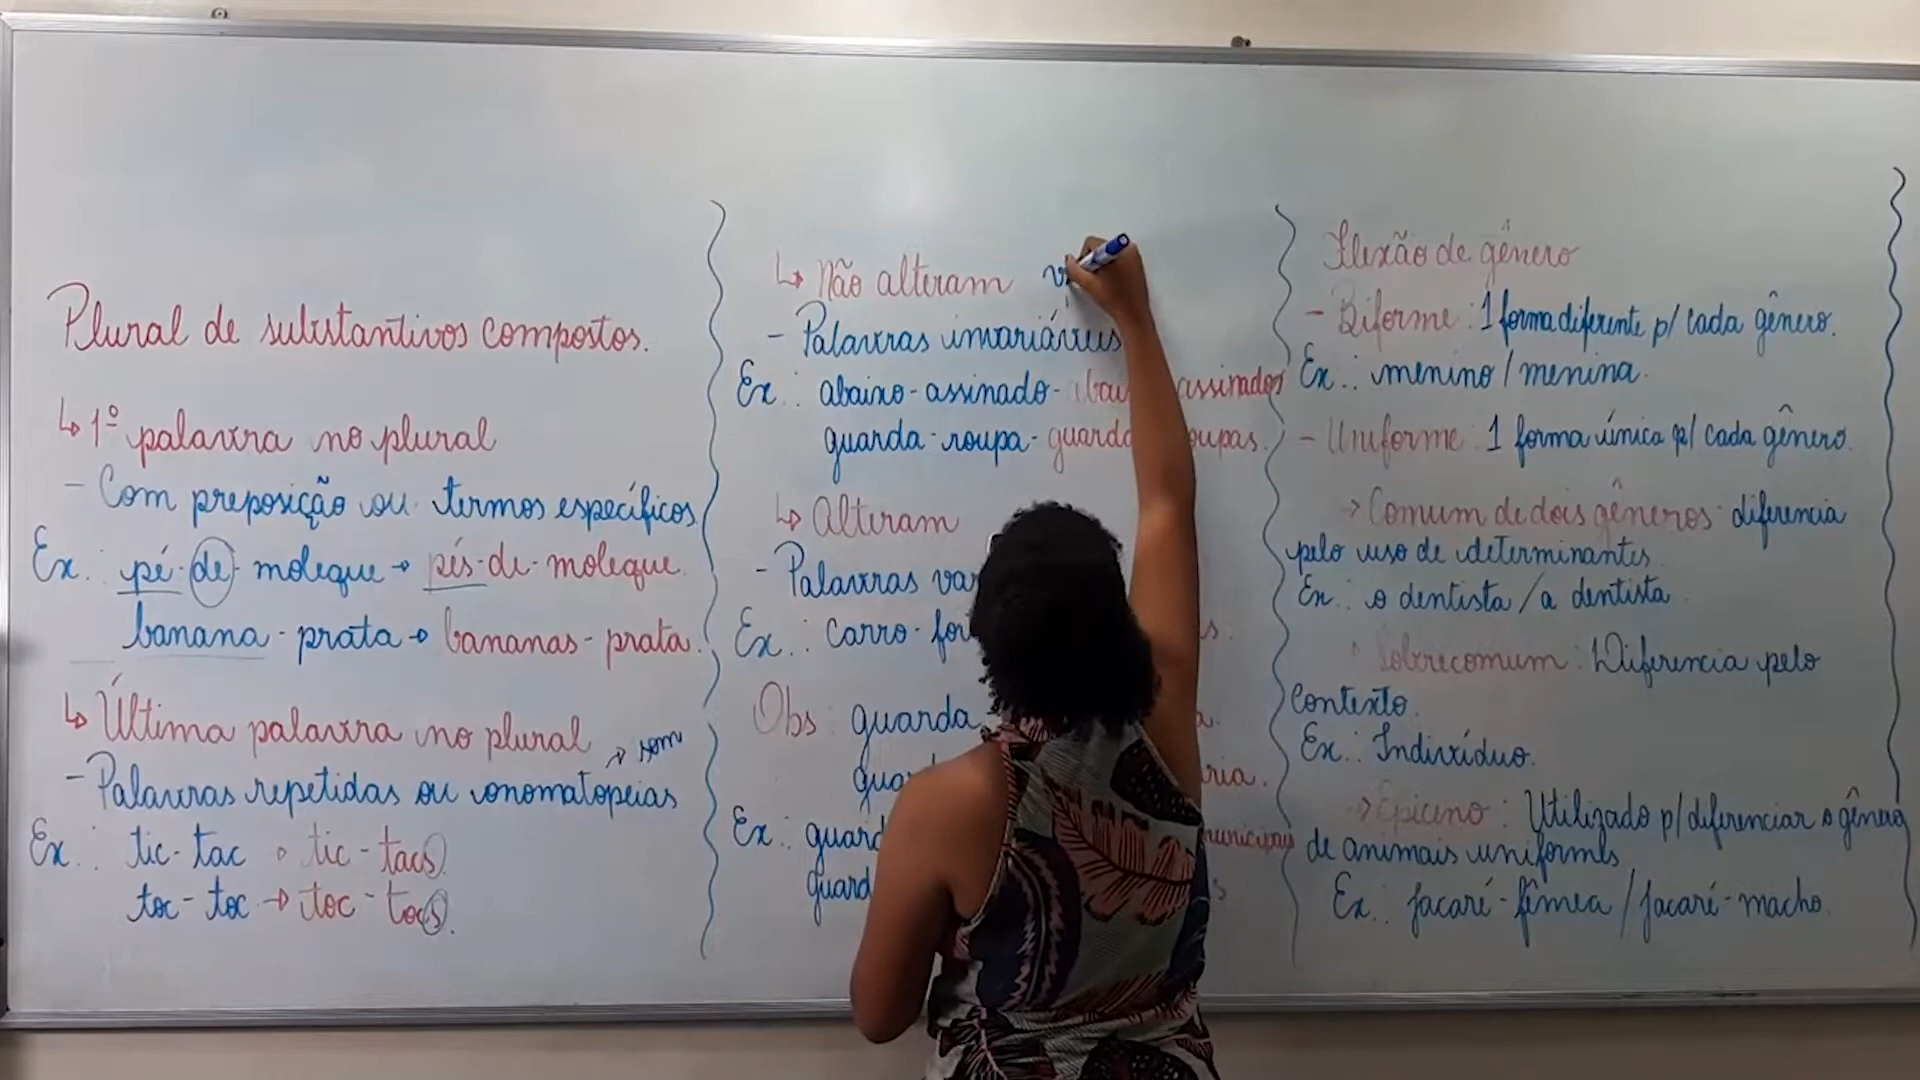 Plural de substantivos compostos.
↳ 1º palavra no plural
- Com preposição ou termos específicos
Ex.: pé-de-moleque → pés-de-moleque.
banana-prata → bananas-prata.
↳ Última palavra no plural
→ som
- Palavras repetidas ou onomatopeias
Ex.: tic-tac → tic-tacs.
toc-toc → toc-tocs.
↳ Não alteram
- Palavras invariáveis
Ex.: abaixo-assinado - assinados
guarda-roupa - guarda roupas.
↳ Alteram
- Palavras
Ex.: carro-
Obs: guarda
Ex.:
Flexão de gênero
- Biforme: 1 forma diferente p/ cada gênero.
Ex.: menino/menina.
- Uniforme: 1 forma única p/ cada gênero.
→ Comum de dois gêneros: diferencia
pelo uso de determinantes.
Ex.: o dentista/a dentista.
Sobrecomum: Diferencia pelo
contexto.
Ex.: Indivíduo.
→ Epiceno: Utilizado p/ diferenciar o gênero
de animais uniformes
Ex.: jacaré-fêmea/jacaré-macho.